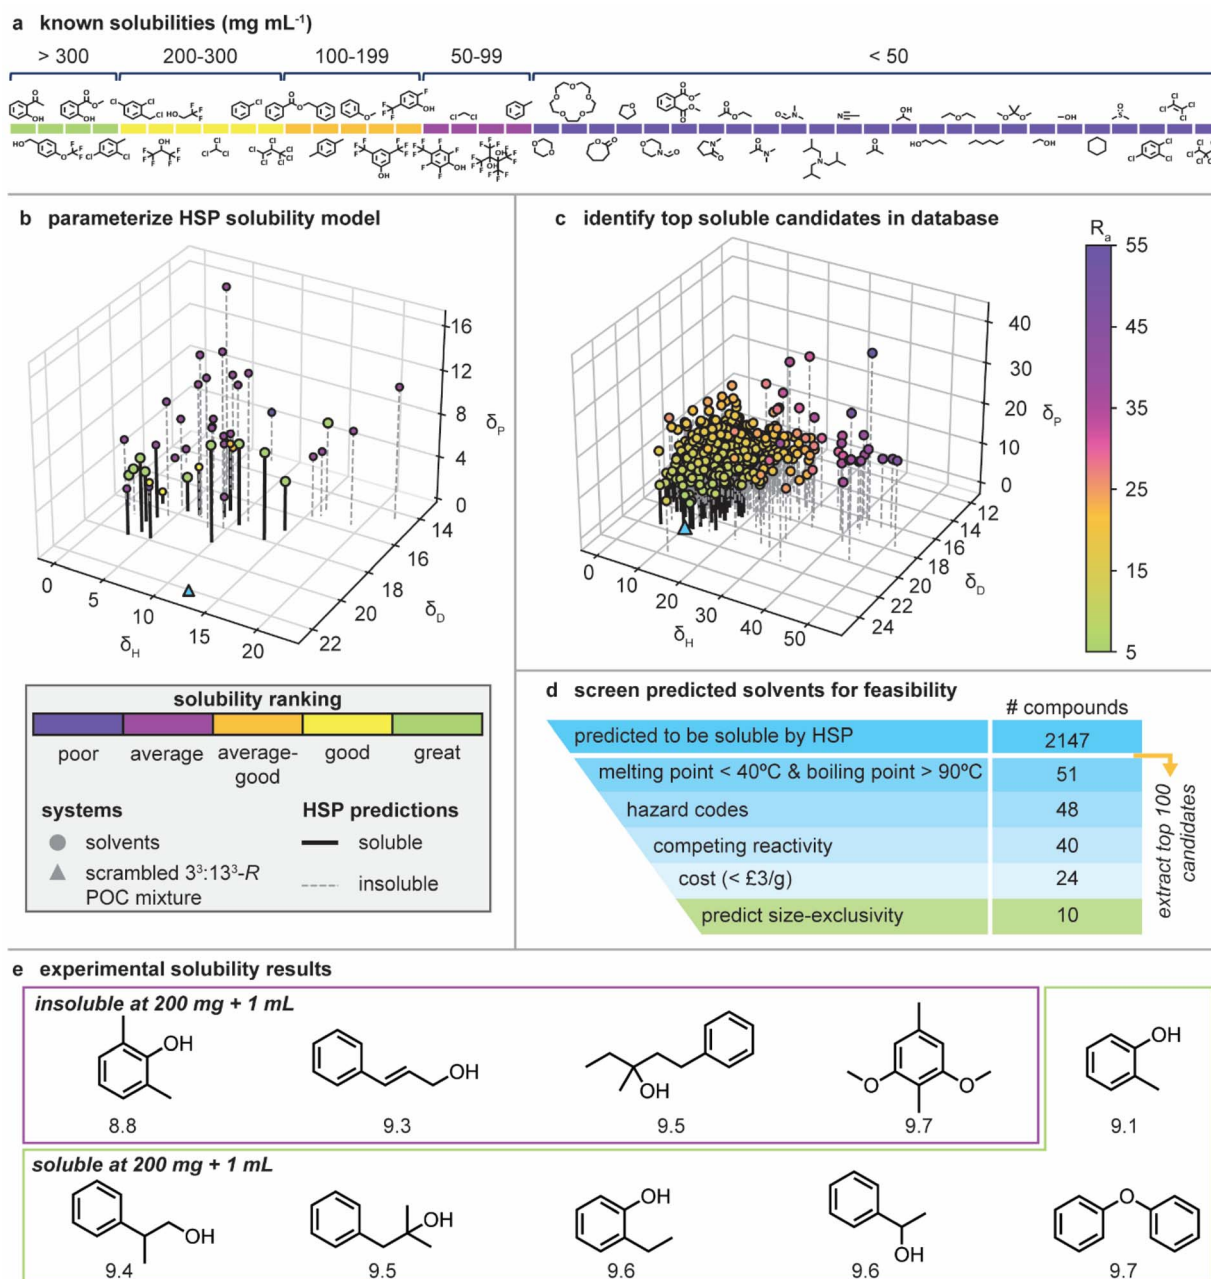 a known solubilities (mg mL⁻¹)
> 300 200-300 100-199 50-99 < 50
b parameterize HSP solubility model
16
12
8
4
0
δP
14
16
18
20
22
δD
0
5
10
15
20
δH
solubility ranking
poor average average-good good great
systems HSP predictions
solvents soluble
scrambled 3³:13³-R
POC mixture
insoluble
c identify top soluble candidates in database
40
30
20
10
0
δP
12
14
16
18
20
22
24
δD
0
10
20
30
40
50
δH
Ra
55
45
35
25
15
5
d screen predicted solvents for feasibility
# compounds
predicted to be soluble by HSP 2147
melting point < 40ºC & boiling point > 90ºC 51
hazard codes 48
competing reactivity 40
cost (< £3/g) 24
predict size-exclusivity 10
extract top 100
candidates
e experimental solubility results
insoluble at 200 mg + 1 mL
OH OH OH O O OH
8.8 9.3 9.5 9.7 9.1
soluble at 200 mg + 1 mL
OH OH OH OH O
9.4 9.5 9.6 9.6 9.7